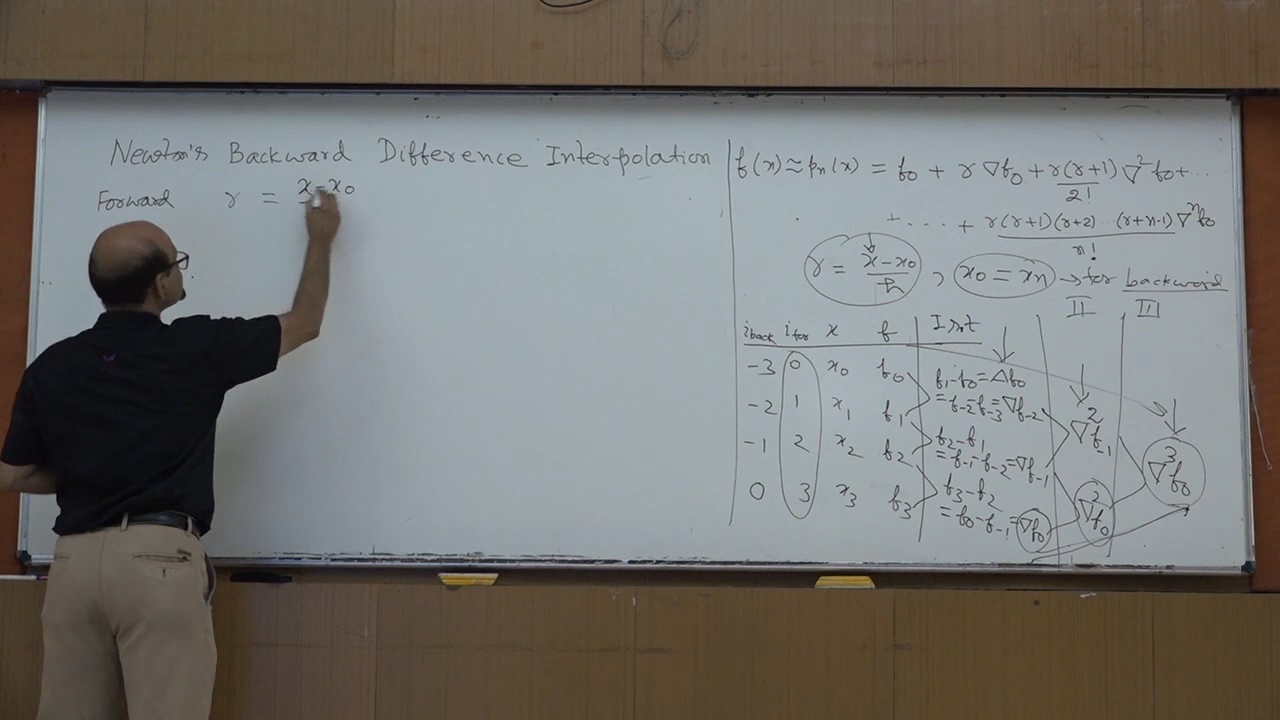 Newton's Backward Difference Interpolation
Forward r = x-x₀
f(x) ≈ pₙ(x) = f₀ + r ∇f₀ + r(r+1)/2! ∇²f₀ + ...
+ .... + r(r+1)(r+2) (r+n-1)/n! ∇ⁿf₀
r = x-x₀/h , x₀ = xₙ → for backward
i_back i_for x f Ist II III
-3 0 x₀ f₀ f₁-f₀=Δf₀
= f₋₂-f₋₃=∇f₋₂
-2 1 x₁ f₁ ∇²f₋₁
-1 2 x₂ f₂ f₂-f₁
= f₋₁-f₋₂=∇f₋₁ ∇³f₀
0 3 x₃ f₃ f₃-f₂
= f₀-f₋₁=∇f₀ ∇²f₀